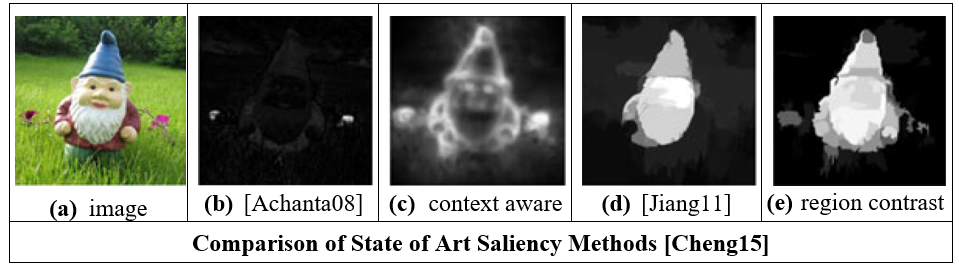 (a) image
(b) [Achanta08]
(c) context aware
(d) [Jiang11]
(e) region contrast
Comparison of State of Art Saliency Methods [Cheng15]